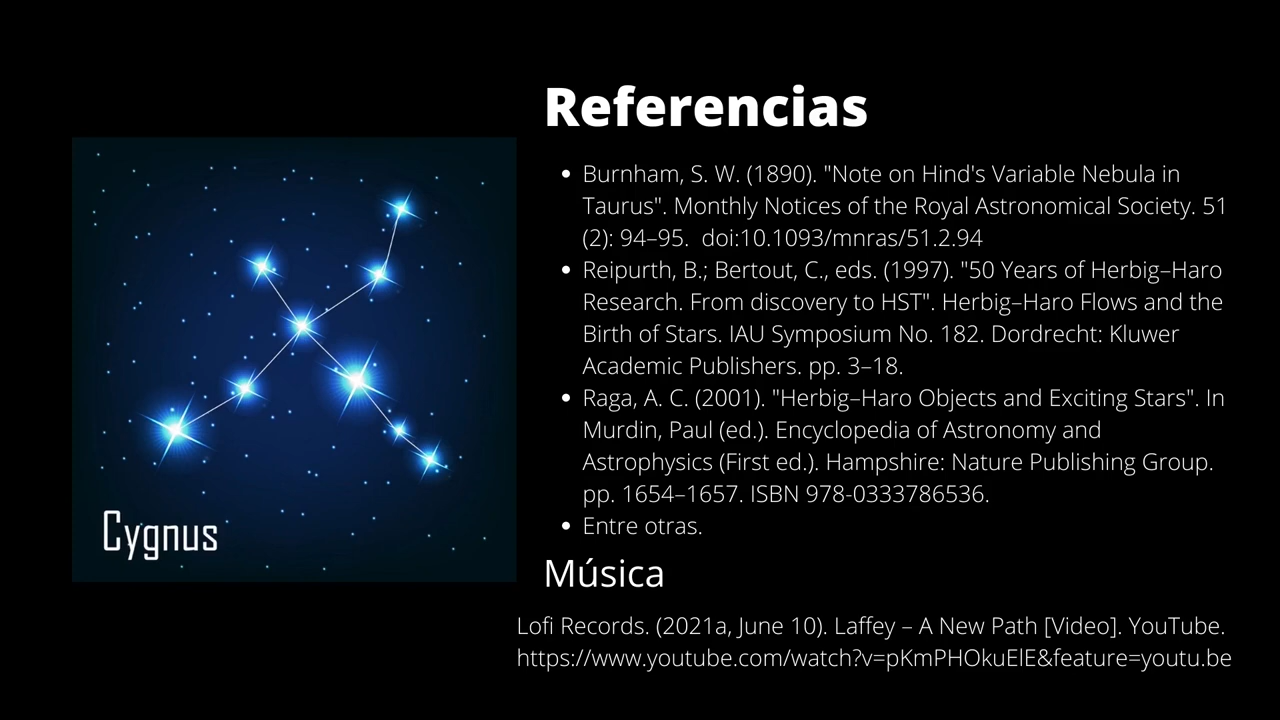 Referencias
Burnham, S. W. (1890). "Note on Hind's Variable Nebula in
Taurus". Monthly Notices of the Royal Astronomical Society. 51
(2): 94–95.  doi:10.1093/mnras/51.2.94
Reipurth, B.; Bertout, C., eds. (1997). "50 Years of Herbig–Haro
Research. From discovery to HST". Herbig–Haro Flows and the
Birth of Stars. IAU Symposium No. 182. Dordrecht: Kluwer
Academic Publishers. pp. 3–18.
Raga, A. C. (2001). "Herbig–Haro Objects and Exciting Stars". In
Murdin, Paul (ed.). Encyclopedia of Astronomy and
Astrophysics (First ed.). Hampshire: Nature Publishing Group.
pp. 1654–1657. ISBN 978-0333786536.
Entre otras.
Cygnus
Música
Lofi Records. (2021a, June 10). Laffey – A New Path [Video]. YouTube.
https://www.youtube.com/watch?v=pKmPHOkuElE&feature=youtu.be